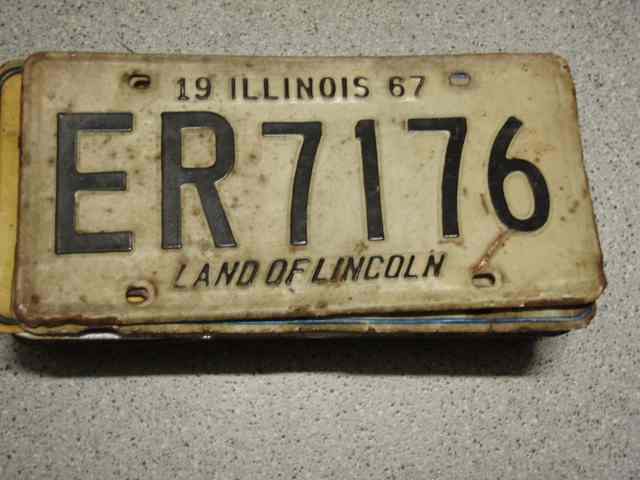 19 ILLINOIS 67
ER7176
LAND OF LINCOLN